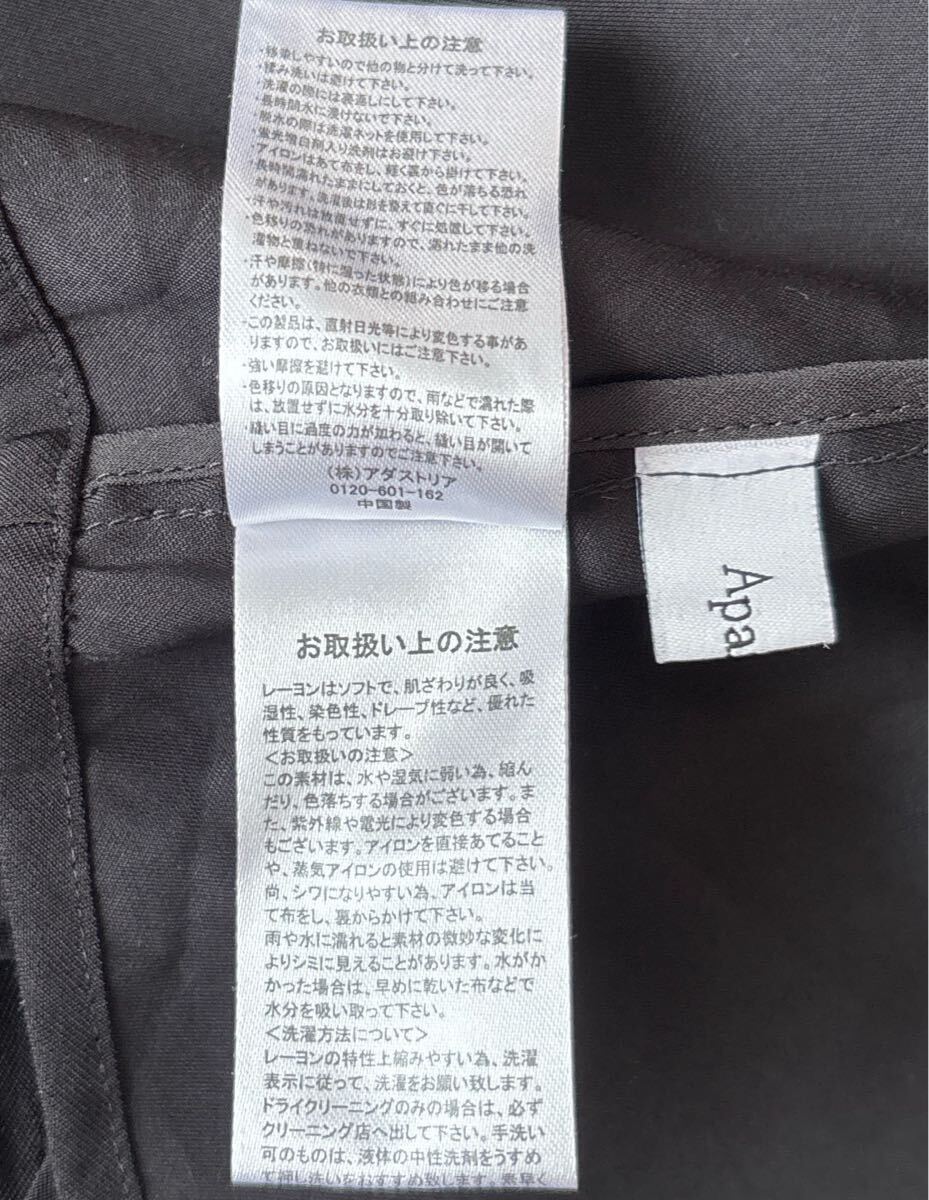 お取扱い上の注意
・移染しやすいので他の物と分けて洗って下さい。
・揉み洗いは避けて下さい。
・洗濯の際には裏返しにして下さい。
・長時間水に浸けないで下さい。
脱水の際は洗濯ネットを使用して下さい。
・蛍光増白剤入り洗剤はお避け下さい。
・アイロンはあて布をし、軽く裏から掛けて下さい。
・長時間濡れたままにしておくと、色が落ちる恐れ
があります。洗濯後は形を整えて直ぐに干して下さい。
・汗や汚れは放置せずに、すぐに処置して下さい。
・色移りの恐れがありますので、濡れたまま他の洗
濯物と重ねないで下さい。
・汗や摩擦(特に湿った状態)により色が移る場合
があります。他の衣類との組み合わせにご注意
ください。
・この製品は、直射日光等により変色する事があ
りますので、お取扱いにはご注意下さい。
・強い摩擦を避けて下さい。
・色移りの原因となりますので、雨などで濡れた際
は、放置せずに水分を十分取り除いて下さい。
・縫い目に過度の力が加わると、縫い目が開いて
しまうことがありますのでご注意下さい。
(株)アダストリア
0120-601-162
中国製
Apa
お取扱い上の注意
レーヨンはソフトで、肌ざわりが良く、吸
湿性、染色性、ドレープ性など、優れた
性質をもっています。
<お取扱いの注意>
この素材は、水や湿気に弱い為、縮ん
だり、色落ちする場合がございます。ま
た、紫外線や電光により変色する場合
もございます。アイロンを直接あてること
や、蒸気アイロンの使用は避けて下さい。
尚、シワになりやすい為、アイロンは当
て布をし、裏からかけて下さい。
雨や水に濡れると素材の微妙な変化に
よりシミに見えることがあります。水がか
かった場合は、早めに乾いた布などで
水分を吸い取って下さい。
<洗濯方法について>
レーヨンの特性上縮みやすい為、洗濯
表示に従って、洗濯をお願い致します。
ドライクリーニングのみの場合は、必ず
クリーニング店へ出して下さい。手洗い
可のものは、液体の中性洗剤をうすめ
て押し洗いをおすすめ致します。素早く